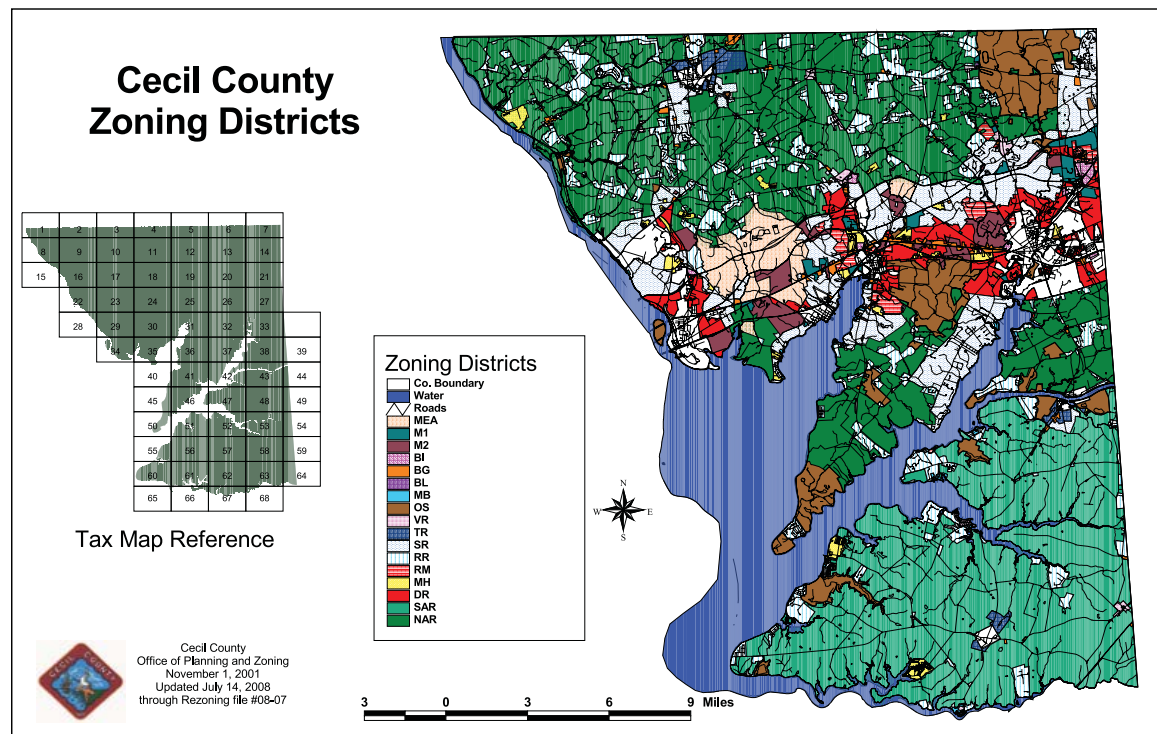 Cecil County
Zoning Districts
1 2 3 4 5 6 7
8 9 10 11 12 13 14
15 16 17 18 19 20 21
22 23 24 25 26 27
28 29 30 31 32 33
34 35 36 37 38 39
40 41 42 43 44
45 46 47 48 49
50 51 52 53 54
55 56 57 58 59
60 61 62 63 64
65 66 67 68
Tax Map Reference
Zoning Districts
Co. Boundary
Water
Roads
MEA
M1
M2
BI
BG
BL
MB
OS
VR
TR
SR
RR
RM
MH
DR
SAR
NAR
N
W E
S
CECIL COUNTY
Cecil County
Office of Planning and Zoning
November 1, 2001
Updated July 14, 2008
through Rezoning file #08-07
3 0 3 6 9 Miles